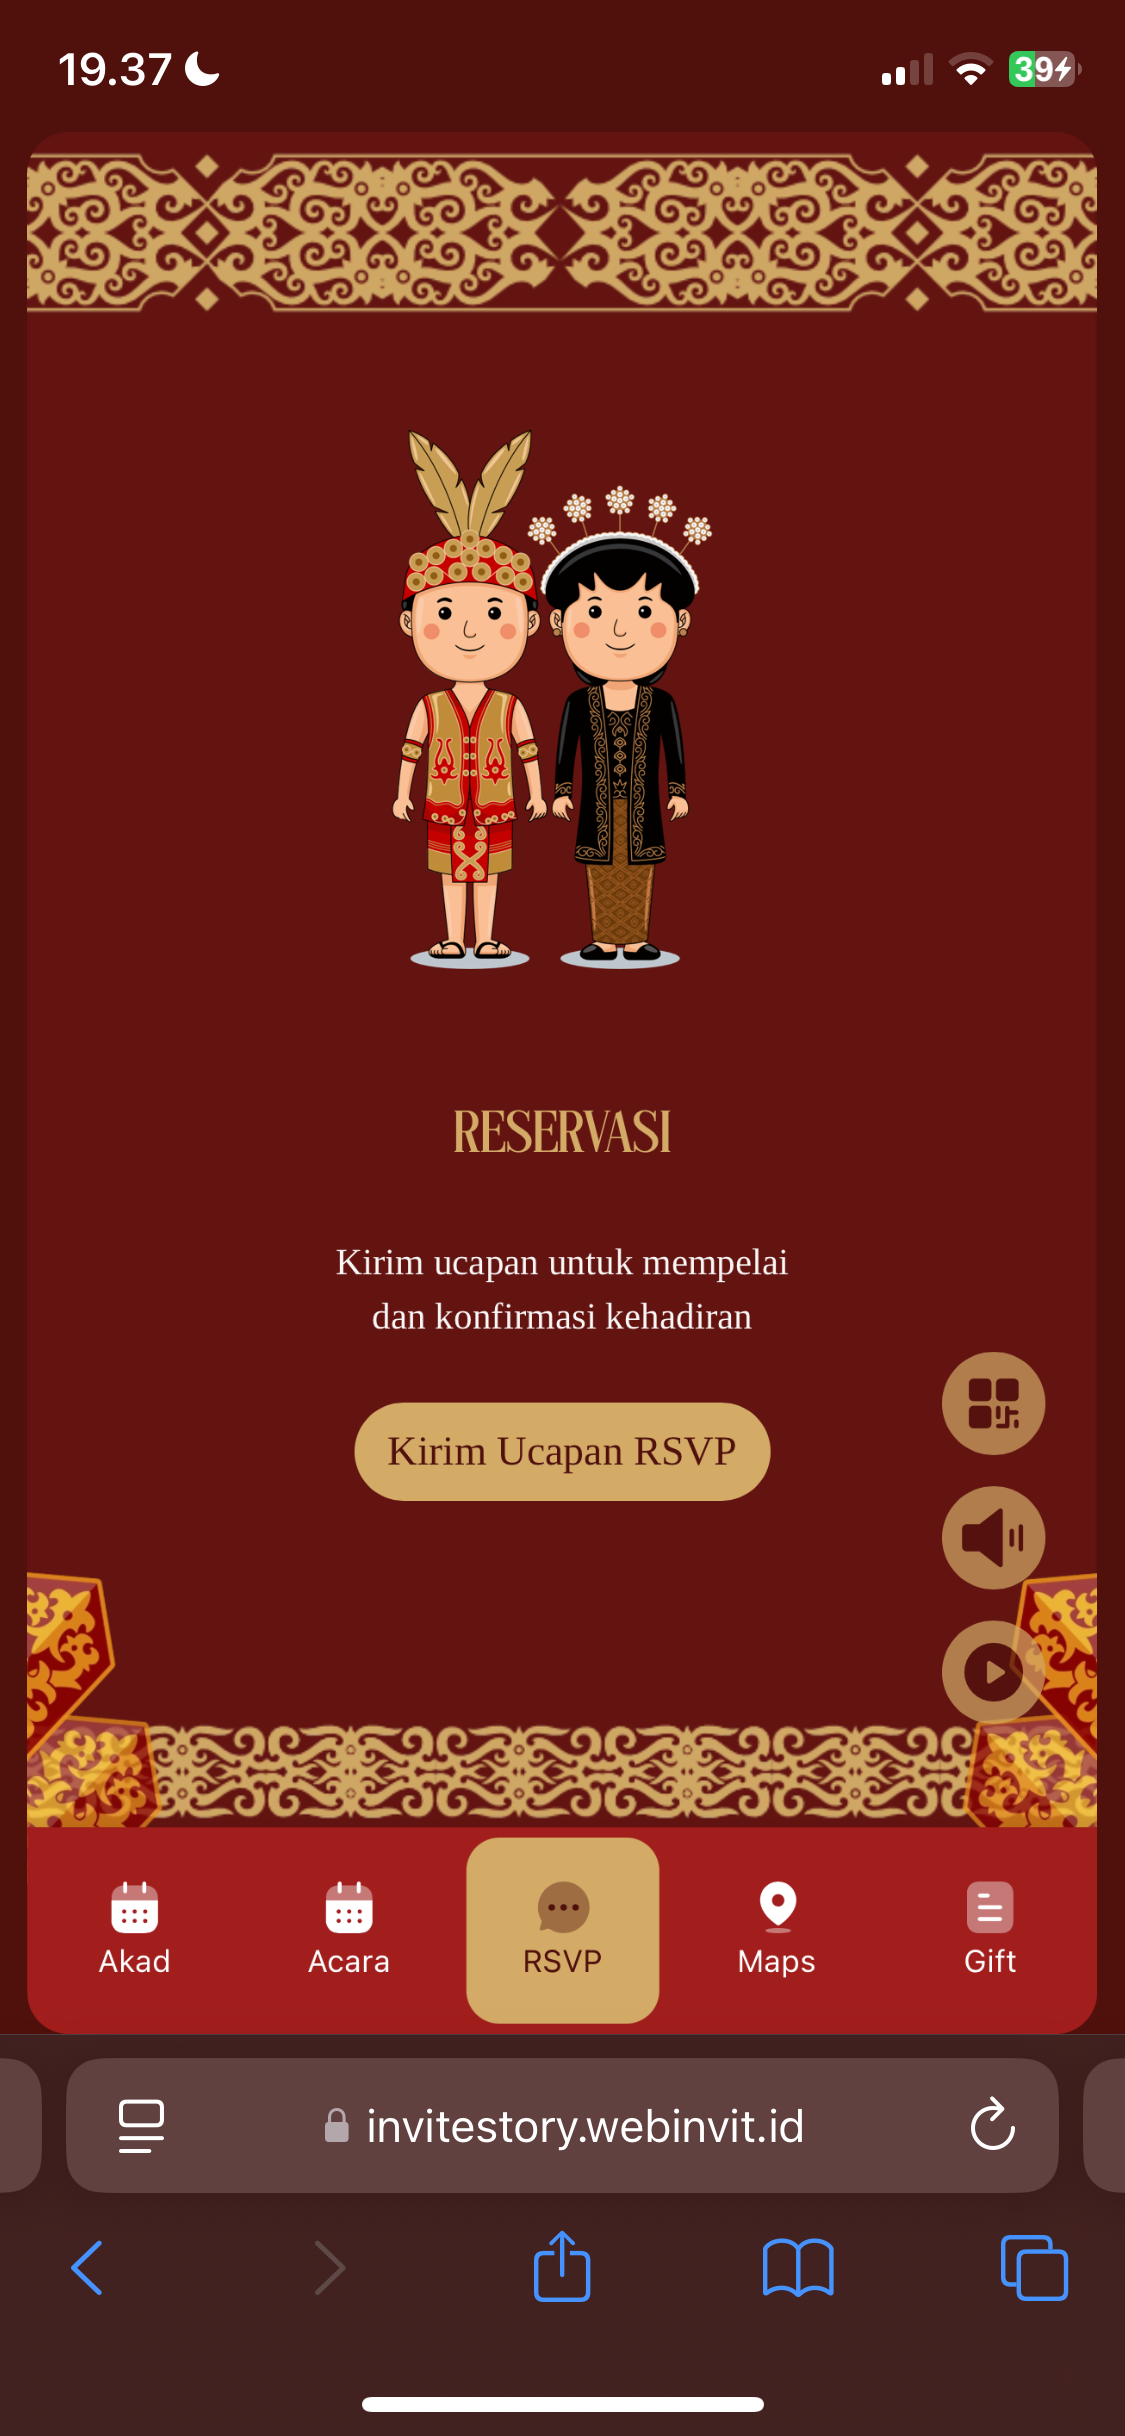 19.37
39
RESERVASI
Kirim ucapan untuk mempelai
dan konfirmasi kehadiran
Kirim Ucapan RSVP
Akad
Acara
RSVP
Maps
Gift
invitestory.webinvit.id